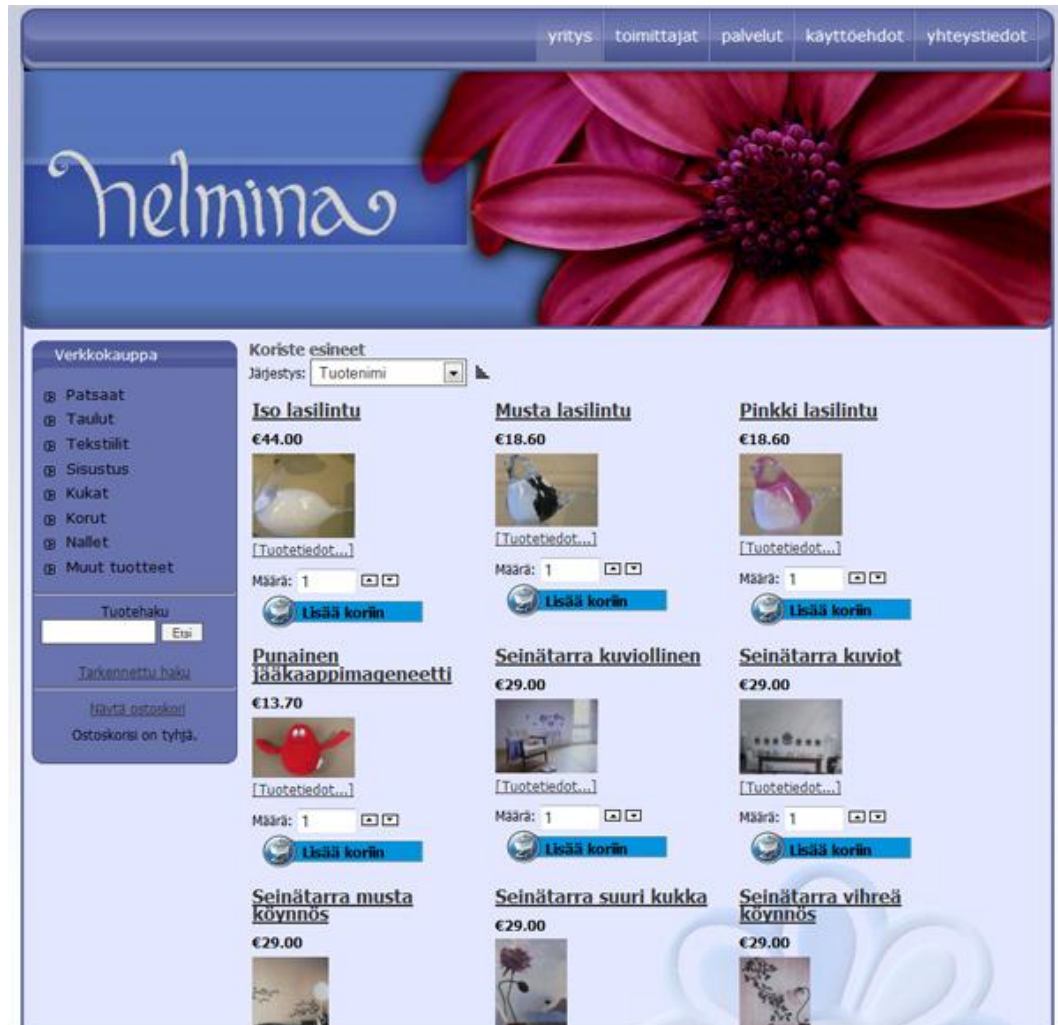 yritys toimittajat palvelut käyttöehdot yhteystiedot
helmina
Verkkokauppa
Patsaat
Taulut
Tekstiilit
Sisustus
Kukat
Korut
Nallet
Muut tuotteet
Tuotehaku
Etsi
Tarkennettu haku
Näytä ostoskori
Ostoskorisi on tyhjä.
Koriste esineet
Järjestys: Tuotenimi
Iso lasilintu
€44.00
[Tuotetiedot...]
Määrä: 1
Lisää koriin
Musta lasilintu
€18.60
[Tuotetiedot...]
Määrä: 1
Lisää koriin
Pinkki lasilintu
€18.60
[Tuotetiedot...]
Määrä: 1
Lisää koriin
Punainen
jääkaappimageneetti
€13.70
[Tuotetiedot...]
Määrä: 1
Lisää koriin
Seinätarra kuviollinen
€29.00
[Tuotetiedot...]
Määrä: 1
Lisää koriin
Seinätarra kuviot
€29.00
[Tuotetiedot...]
Määrä: 1
Lisää koriin
Seinätarra musta
köynnös
€29.00
Seinätarra suuri kukka
€29.00
Seinätarra vihreä
köynnös
€29.00